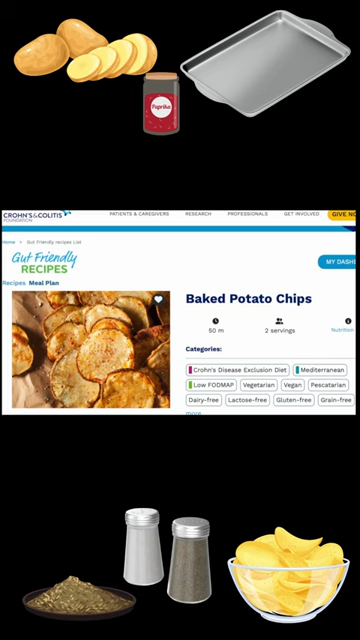 Paprika
CROHN'S & COLITIS
FOUNDATION
PATIENTS & CAREGIVERS
RESEARCH
PROFESSIONALS
GET INVOLVED
GIVE NO
Home > Gut Friendly recipes List
Gut Friendly
RECIPES
MY DASH
Recipes Meal Plan
Baked Potato Chips
50 m
2 servings
Nutrition
Categories:
Crohn's Disease Exclusion Diet
Mediterranean
Low FODMAP
Vegetarian
Vegan
Pescatarian
Dairy-free
Lactose-free
Gluten-free
Grain-free
more